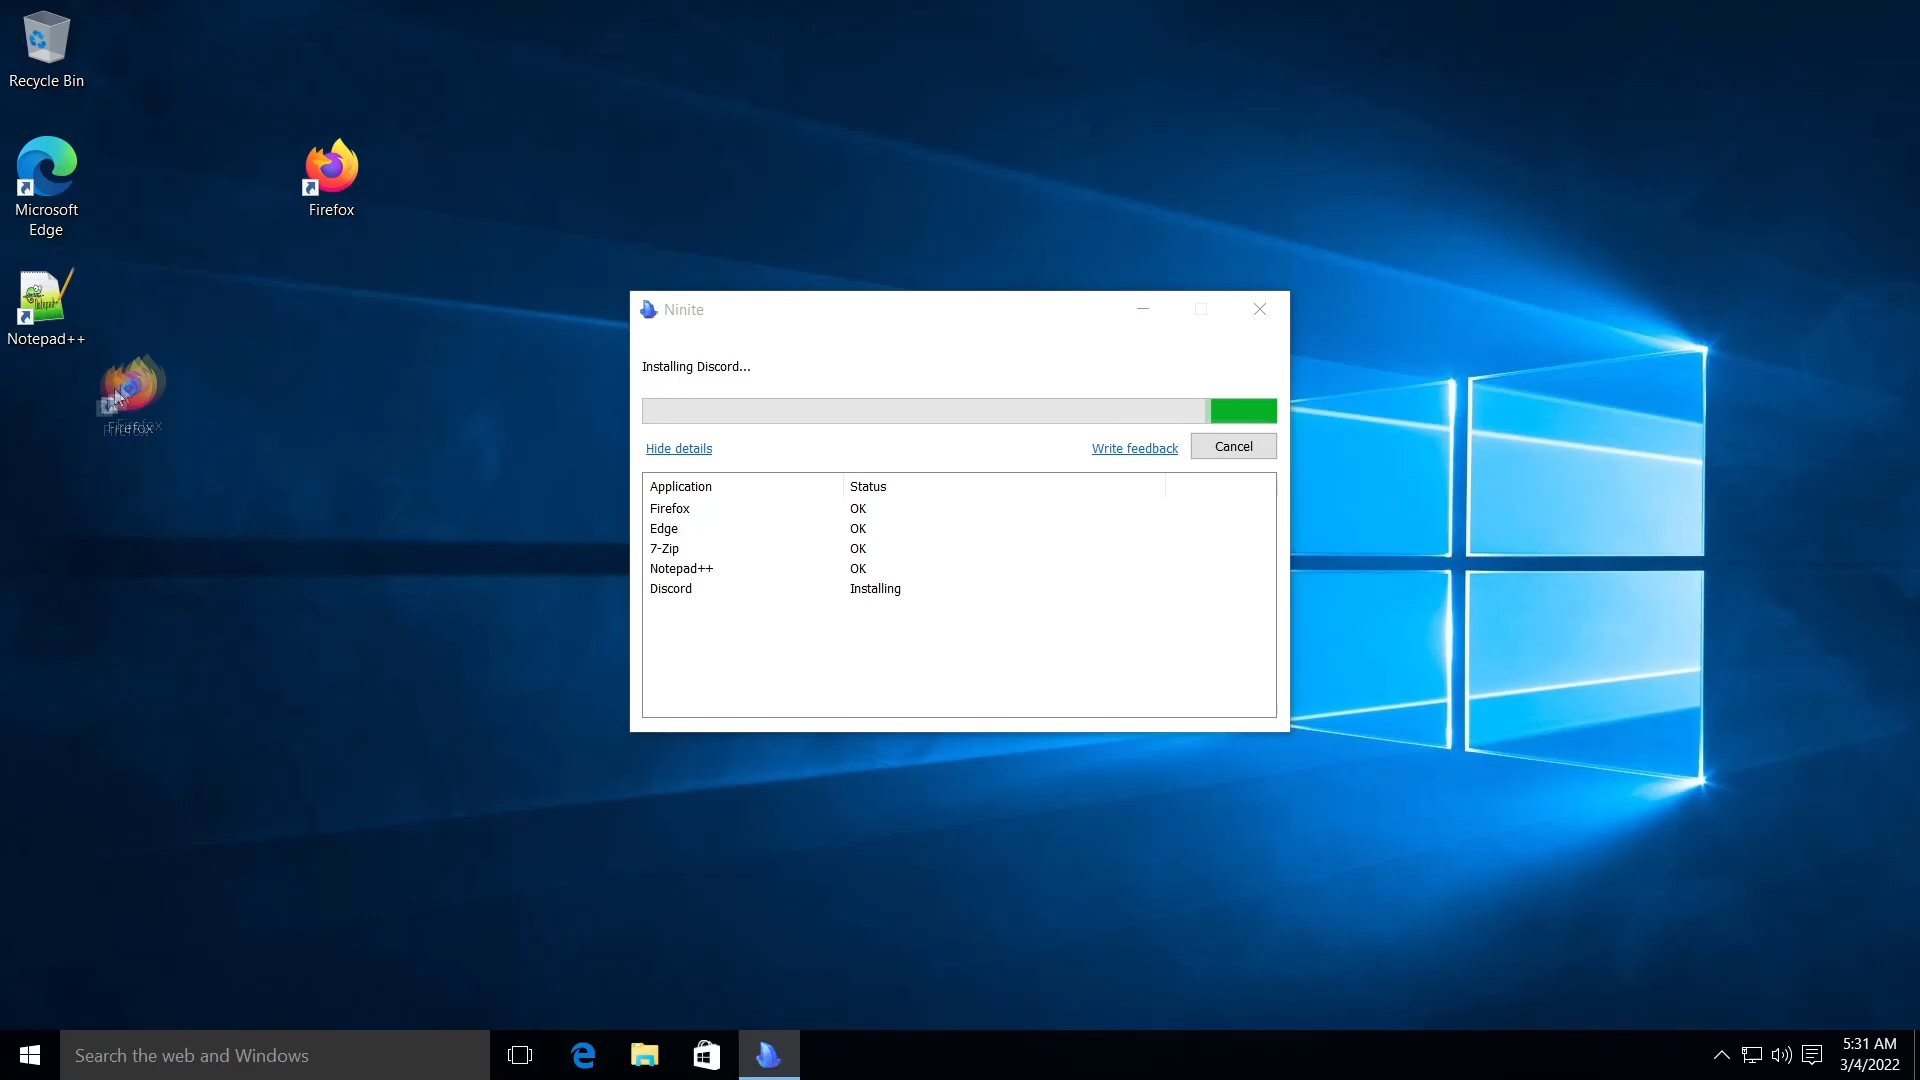 Recycle Bin
Microsoft
Edge
Firefox
Notepad++
Firefox
Ninite
Installing Discord...
Hide details
Write feedback
Cancel
Application Status
Firefox OK
Edge OK
7-Zip OK
Notepad++ OK
Discord Installing
Search the web and Windows
5:31 AM
3/4/2022